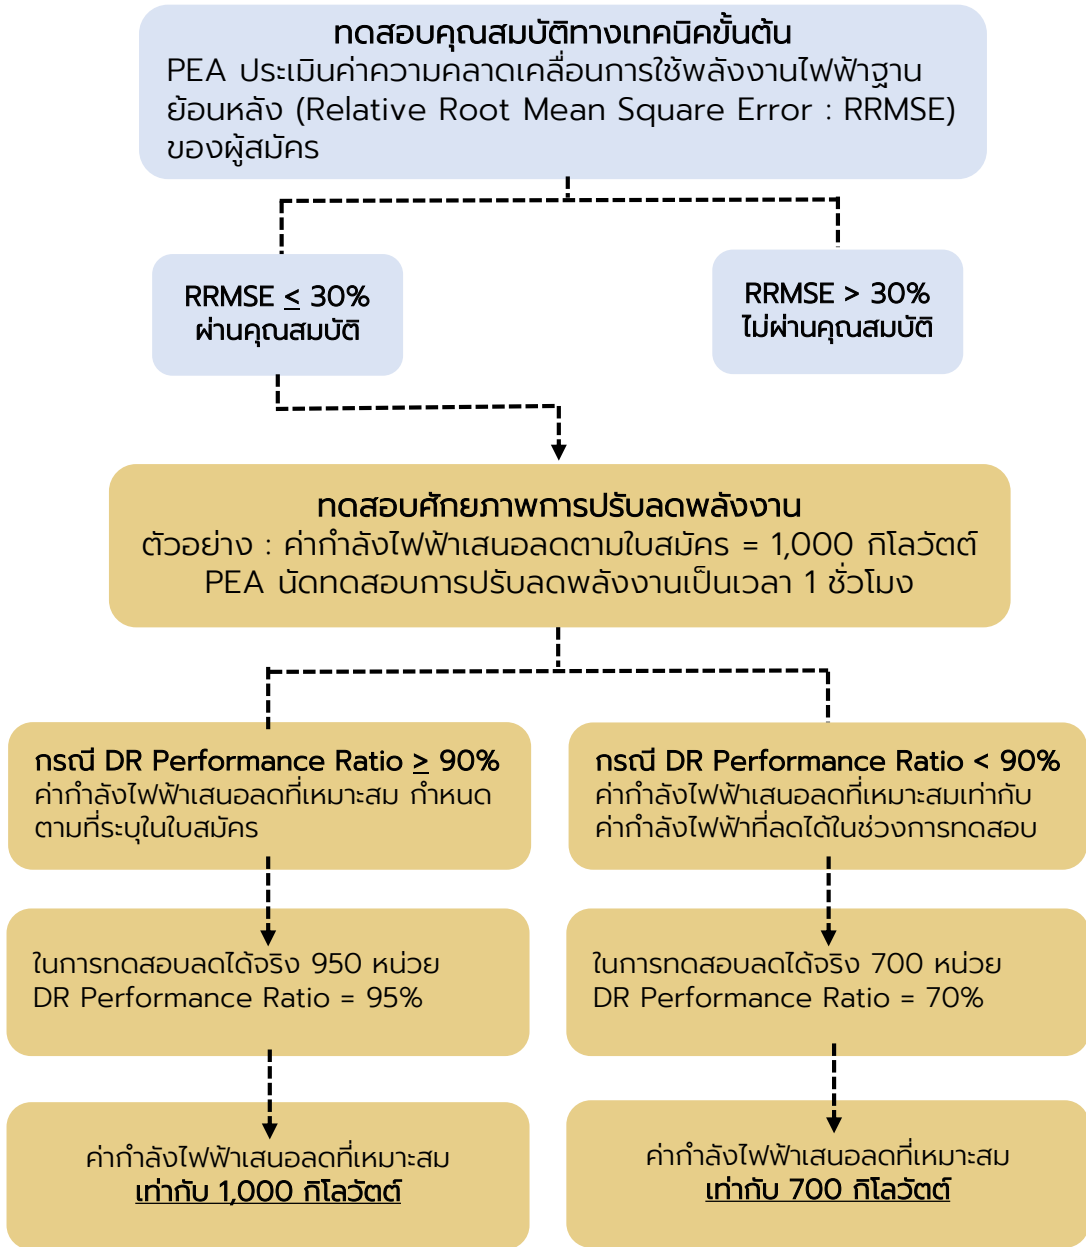 ทดสอบคุณสมบัติทางเทคนิคขั้นต้น
PEA ประเมินค่าความคลาดเคลื่อนการใช้พลังงานไฟฟ้าฐาน
ย้อนหลัง (Relative Root Mean Square Error : RRMSE)
ของผู้สมัคร
RRMSE ≤ 30%
ผ่านคุณสมบัติ
RRMSE > 30%
ไม่ผ่านคุณสมบัติ
ทดสอบศักยภาพการปรับลดพลังงาน
ตัวอย่าง : ค่ากำลังไฟฟ้าเสนอลดตามใบสมัคร = 1,000 กิโลวัตต์
PEA นัดทดสอบการปรับลดพลังงานเป็นเวลา 1 ชั่วโมง
กรณี DR Performance Ratio ≥ 90%
ค่ากำลังไฟฟ้าเสนอลดที่เหมาะสม กำหนด
ตามที่ระบุในใบสมัคร
กรณี DR Performance Ratio < 90%
ค่ากำลังไฟฟ้าเสนอลดที่เหมาะสมเท่ากับ
ค่ากำลังไฟฟ้าที่ลดได้ในช่วงการทดสอบ
ในการทดสอบลดได้จริง 950 หน่วย
DR Performance Ratio = 95%
ในการทดสอบลดได้จริง 700 หน่วย
DR Performance Ratio = 70%
ค่ากำลังไฟฟ้าเสนอลดที่เหมาะสม
เท่ากับ 1,000 กิโลวัตต์
ค่ากำลังไฟฟ้าเสนอลดที่เหมาะสม
เท่ากับ 700 กิโลวัตต์